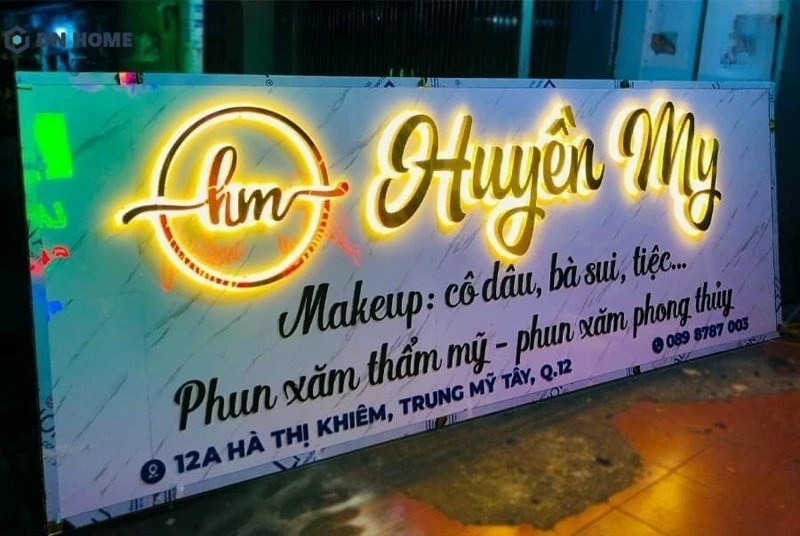 DN HOME
hm
Huyền My
Makeup: cô dâu, bà sui, tiệc...
Phun xăm thẩm mỹ - phun xăm phong thủy
089 8787 003
12A HÀ THỊ KHIÊM, TRUNG MỸ TÂY, Q.12